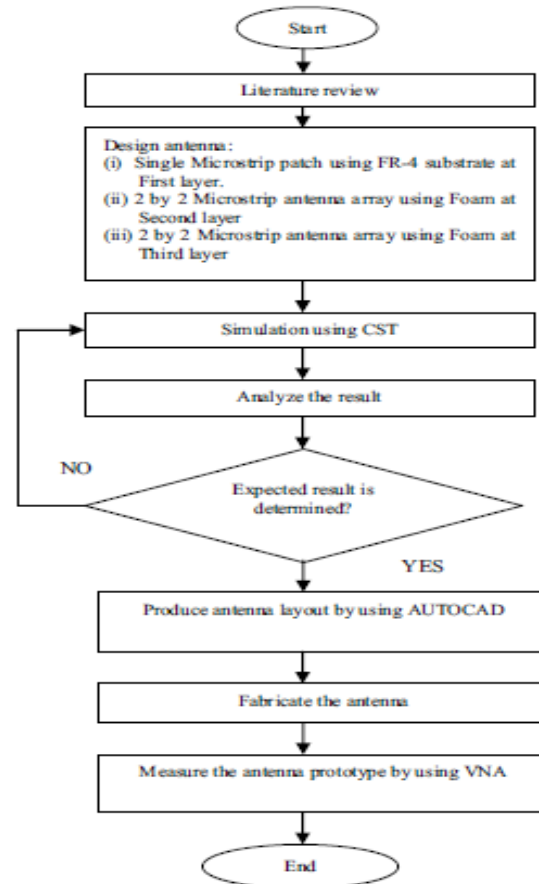 Start
Literature review
Design antenna:
(i) Single Microstrip patch using FR-4 substrate at
First layer.
(ii) 2 by 2 Microstrip antenna array using Foam at
Second layer
(iii) 2 by 2 Microstrip antenna array using Foam at
Third layer
Simulation using CST
Analyze the result
NO
Expected result is
determined?
YES
Produce antenna layout by using AUTOCAD
Fabricate the antenna
Measure the antenna prototype by using VNA
End